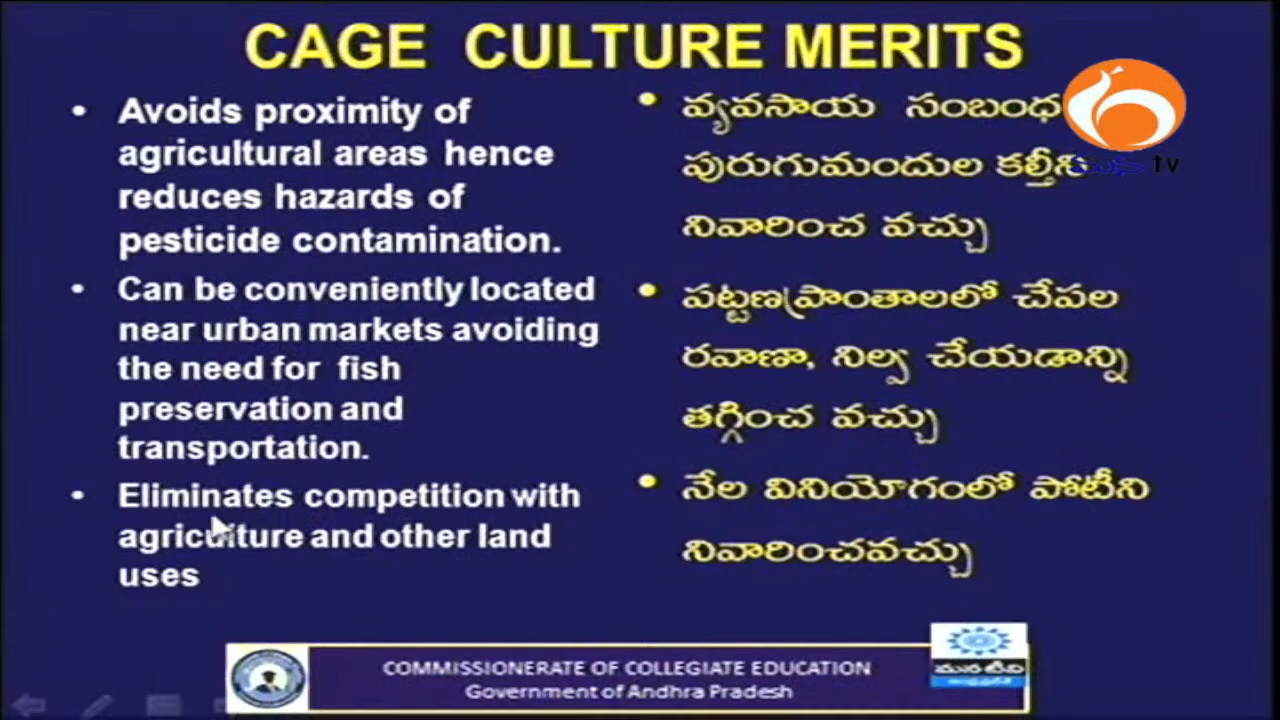 CAGE CULTURE MERITS
• Avoids proximity of
agricultural areas hence
reduces hazards of
pesticide contamination.
• Can be conveniently located
near urban markets avoiding
the need for fish
preservation and
transportation.
• Eliminates competition with
agriculture and other land
uses
• వ్యవసాయ సంబంధ
పురుగుమందుల కల్తీని
నివారించ వచ్చు
• పట్టణప్రాంతాలలో చేపల
రవాణా, నిల్వ చేయడాన్ని
తగ్గించ వచ్చు
• నేల వినియోగంలో పోటీని
నివారించవచ్చు
tv
COMMISSIONERATE OF COLLEGIATE EDUCATION
Government of Andhra Pradesh